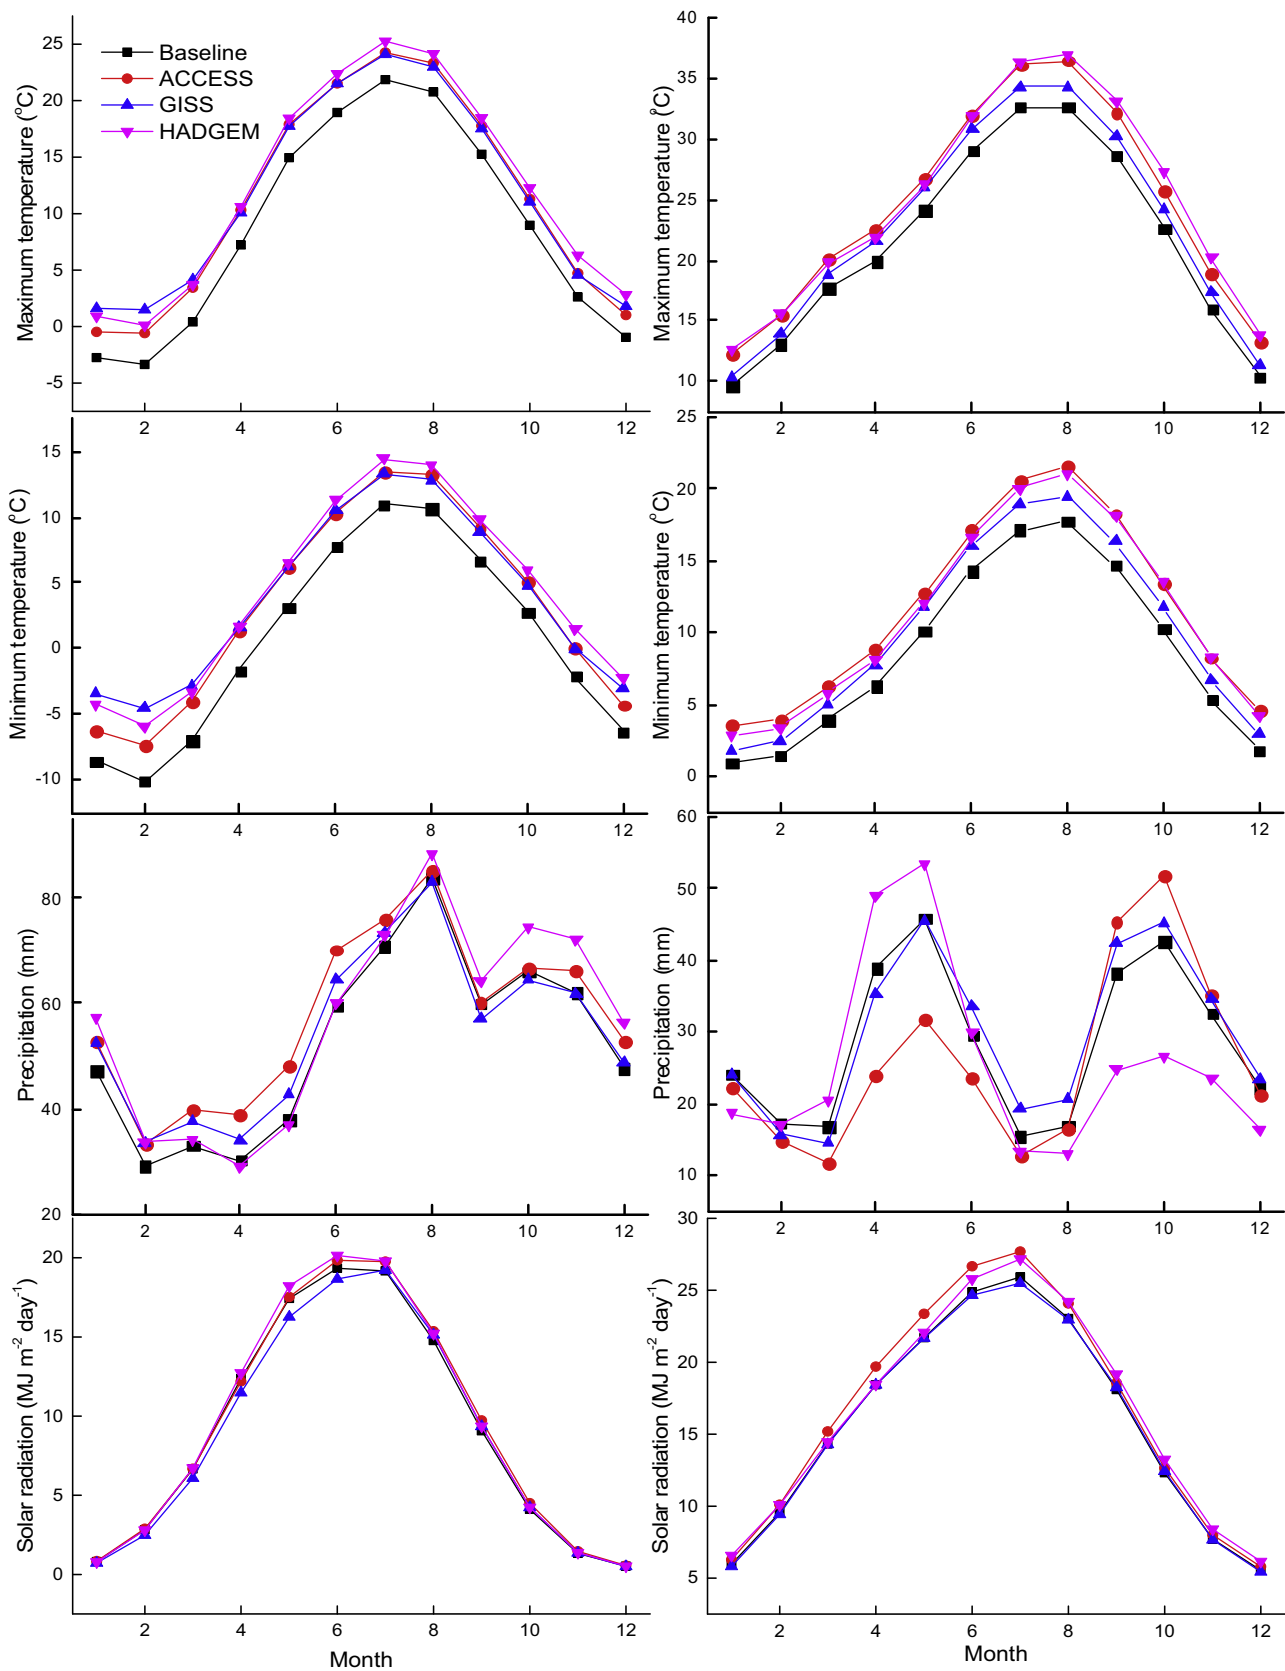 25
20
15
10
5
0
-5
Maximum temperature (°C)
Baseline
ACCESS
GISS
HADGEM
2 4 6 8 10 12
40
35
30
25
20
15
10
Maximum temperature (°C)
2 4 6 8 10 12
15
10
5
0
-5
-10
Minimum temperature (°C)
2 4 6 8 10 12
25
20
15
10
5
0
Minimum temperature (°C)
2 4 6 8 10 12
80
60
40
20
Precipitation (mm)
2 4 6 8 10 12
60
50
40
30
20
10
Precipitation (mm)
2 4 6 8 10 12
20
15
10
5
0
Solar radiation (MJ m⁻² day⁻¹)
2 4 6 8 10 12
Month
30
25
20
15
10
5
Solar radiation (MJ m⁻² day⁻¹)
2 4 6 8 10 12
Month